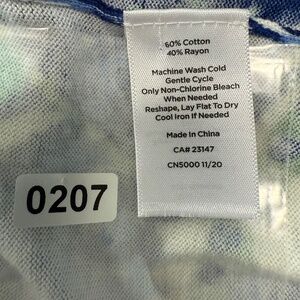 60% Cotton
40% Rayon
Machine Wash Cold
Gentle Cycle
Only Non-Chlorine Bleach
When Needed
Reshape, Lay Flat To Dry
Cool Iron If Needed
Made In China
CA# 23147
CN5000 11/20
0207